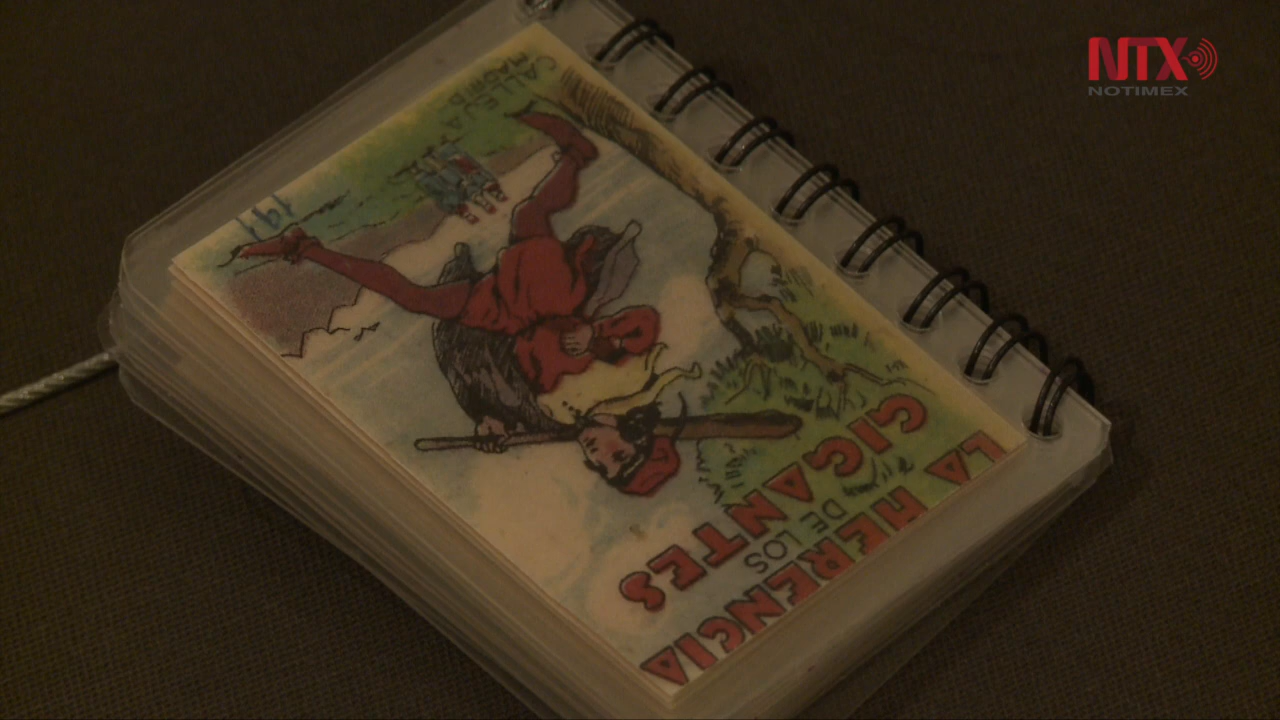 NTX
NOTIMEX
LA HERENCIA
DE LOS
GIGANTES
191
CALLEJA
MADRID